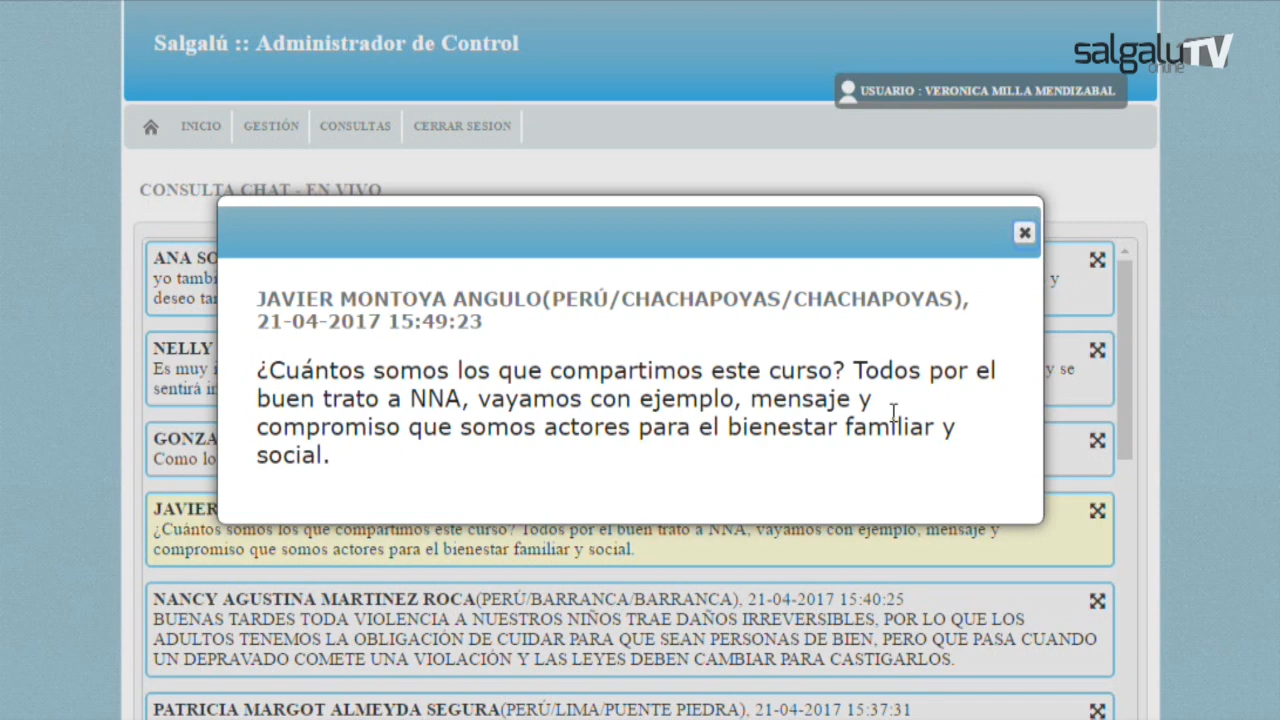 Salgalú :: Administrador de Control
salgaluTV
online
USUARIO : VERONICA MILLA MENDIZABAL
INICIO GESTIÓN CONSULTAS CERRAR SESION
CONSULTA CHAT - EN VIVO
JAVIER MONTOYA ANGULO(PERÚ/CHACHAPOYAS/CHACHAPOYAS),
21-04-2017 15:49:23
¿Cuántos somos los que compartimos este curso? Todos por el
buen trato a NNA, vayamos con ejemplo, mensaje y
compromiso que somos actores para el bienestar familiar y
social.
ANA
yo y
deseo
NELLY
Es muy y se
sentirá
Como lo
JAVIER
¿Cuántos somos los que compartimos este curso? Todos por el buen trato a NNA, vayamos con ejemplo, mensaje y
compromiso que somos actores para el bienestar familiar y social.
NANCY AGUSTINA MARTINEZ ROCA(PERÚ/BARRANCA/BARRANCA), 21-04-2017 15:40:25
BUENAS TARDES TODA VIOLENCIA A NUESTROS NIÑOS TRAE DAÑOS IRREVERSIBLES, POR LO QUE LOS
ADULTOS TENEMOS LA OBLIGACIÓN DE CUIDAR PARA QUE SEAN PERSONAS DE BIEN, PERO QUE PASA CUANDO
UN DEPRAVADO COMETE UNA VIOLACIÓN Y LAS LEYES DEBEN CAMBIAR PARA CASTIGARLOS.
PATRICIA MARGOT ALMEYDA SEGURA(PERÚ/LIMA/PUENTE PIEDRA), 21-04-2017 15:37:31